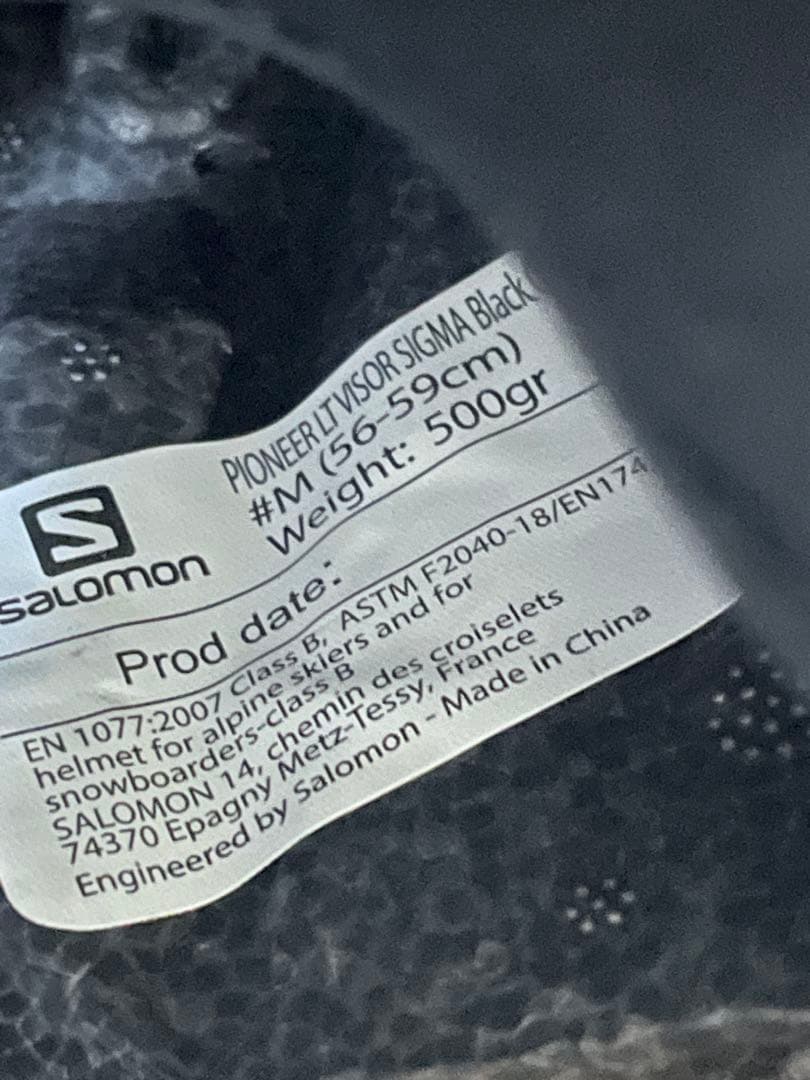 PIONEER LT VISOR SIGMA Black
#M (56-59cm)
Weight: 500gr
SALOMON
Prod date:
EN 1077:2007 Class B, ASTM F2040-18/EN174
helmet for alpine skiers and for
snowboarders-class B
SALOMON 14, chemin des croiselets
74370 Epagny Metz-Tessy, France
Engineered by Salomon - Made in China